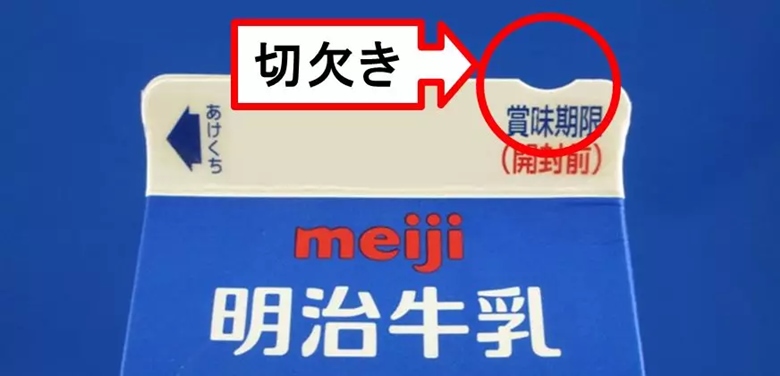 切欠き
あけくち
賞味期限
(開封前)
meiji
明治牛乳